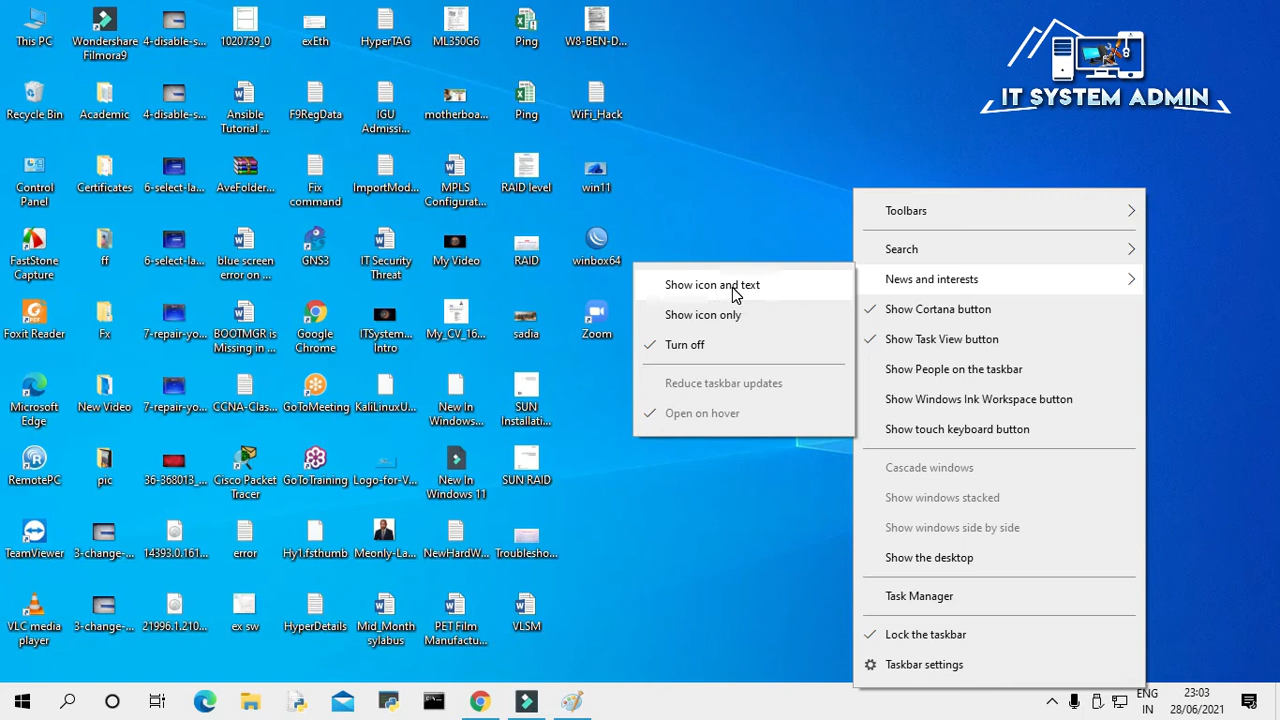 This PC
Wondershare
Filmora9
4-disable-s...
1020739_0
exEth
HyperTAG
ML350G6
Ping
W8-BEN-D...
Recycle Bin
Academic
4-disable-s...
Ansible
Tutorial ...
F9RegData
IGU
Admissi...
motherboa...
Ping
WiFi_Hack
Control
Panel
Certificates
6-select-la...
AveFolder...
Fix
command
ImportMod...
MPLS
Configurat...
RAID level
win11
FastStone
Capture
ff
6-select-la...
blue screen
error on ...
GNS3
IT Security
Threat
My Video
RAID
winbox64
Foxit Reader
Fx
7-repair-yo...
BOOTMGR is
Missing in ...
Google
Chrome
ITSystem...
Intro
My_CV_16...
sadia
Zoom
Microsoft
Edge
New Video
7-repair-yo...
CCNA-Clas...
GoToMeeting
KaliLinuxU...
New In
Windows...
SUN
Installati...
RemotePC
pic
36-368013_...
Cisco Packet
Tracer
GoToTraining
Logo-for-V...
New In
Windows 11
SUN RAID
TeamViewer
3-change-...
14393.0.161...
error
Hy1.fsthumb
Meonly-La...
NewHardW...
Troublesho...
VLC media
player
3-change-...
21996.1.210...
ex sw
HyperDetails
Mid_Month
syllabus
PET Film
Manufactu...
VLSM
IT SYSTEM ADMIN
Toolbars
Search
News and interests
Show Cortana button
Show Task View button
Show People on the taskbar
Show Windows Ink Workspace button
Show touch keyboard button
Cascade windows
Show windows stacked
Show windows side by side
Show the desktop
Task Manager
Lock the taskbar
Taskbar settings
Show icon and text
Show icon only
Turn off
Reduce taskbar updates
Open on hover
ENG
IN
23:03
28/06/2021